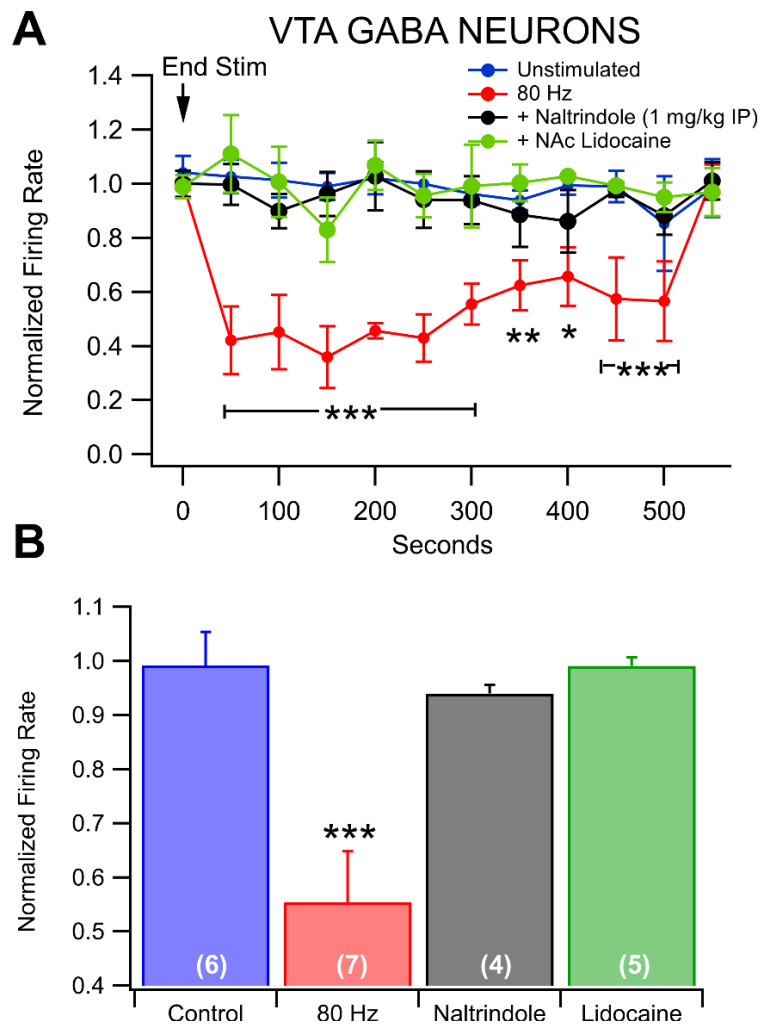 A
VTA GABA NEURONS
End Stim
Unstimulated
80 Hz
+ Naltrindole (1 mg/kg IP)
+ NAc Lidocaine
Normalized Firing Rate
1.4
1.2
1.0
0.8
0.6
0.4
0.2
0.0
** *
***
***
0 100 200 300 400 500
Seconds
B
Normalized Firing Rate
1.1
1.0
0.9
0.8
0.7
0.6
0.5
0.4
***
(6) (7) (4) (5)
Control 80 Hz Naltrindole Lidocaine